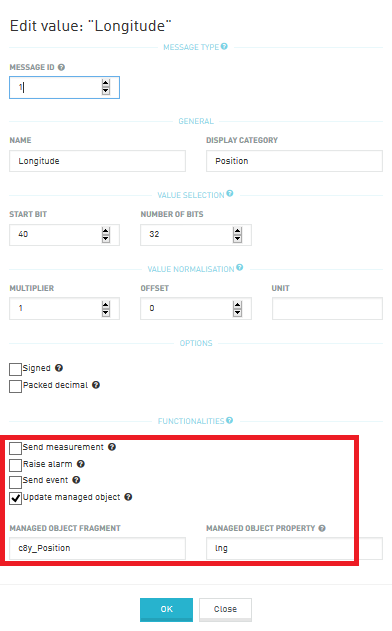 Edit value: "Longitude"
MESSAGE TYPE ?
MESSAGE ID ?
1
GENERAL
NAME DISPLAY CATEGORY
Longitude Position
VALUE SELECTION ?
START BIT NUMBER OF BITS
40 32
VALUE NORMALISATION ?
MULTIPLIER OFFSET UNIT
1 0
OPTIONS
Signed ?
Packed decimal ?
FUNCTIONALITIES ?
Send measurement ?
Raise alarm ?
Send event ?
Update managed object ?
MANAGED OBJECT FRAGMENT MANAGED OBJECT PROPERTY ?
c8y_Position lng
OK Close